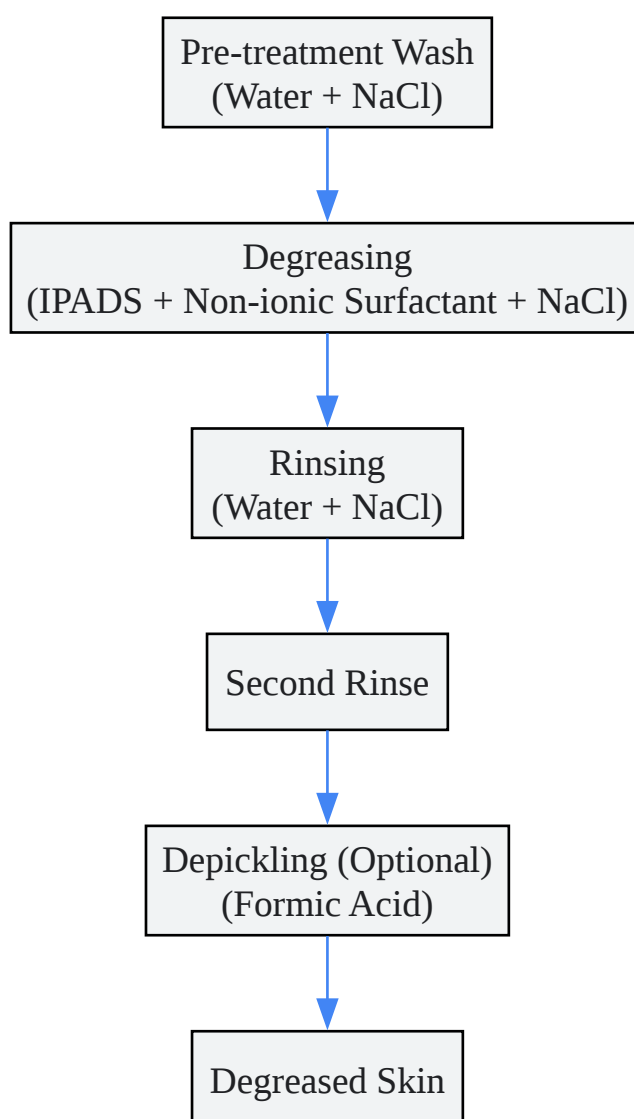 Pre-treatment Wash
(Water + NaCl)
Degreasing
(IPADS + Non-ionic Surfactant + NaCl)
Rinsing
(Water + NaCl)
Second Rinse
Depickling (Optional)
(Formic Acid)
Degreased Skin